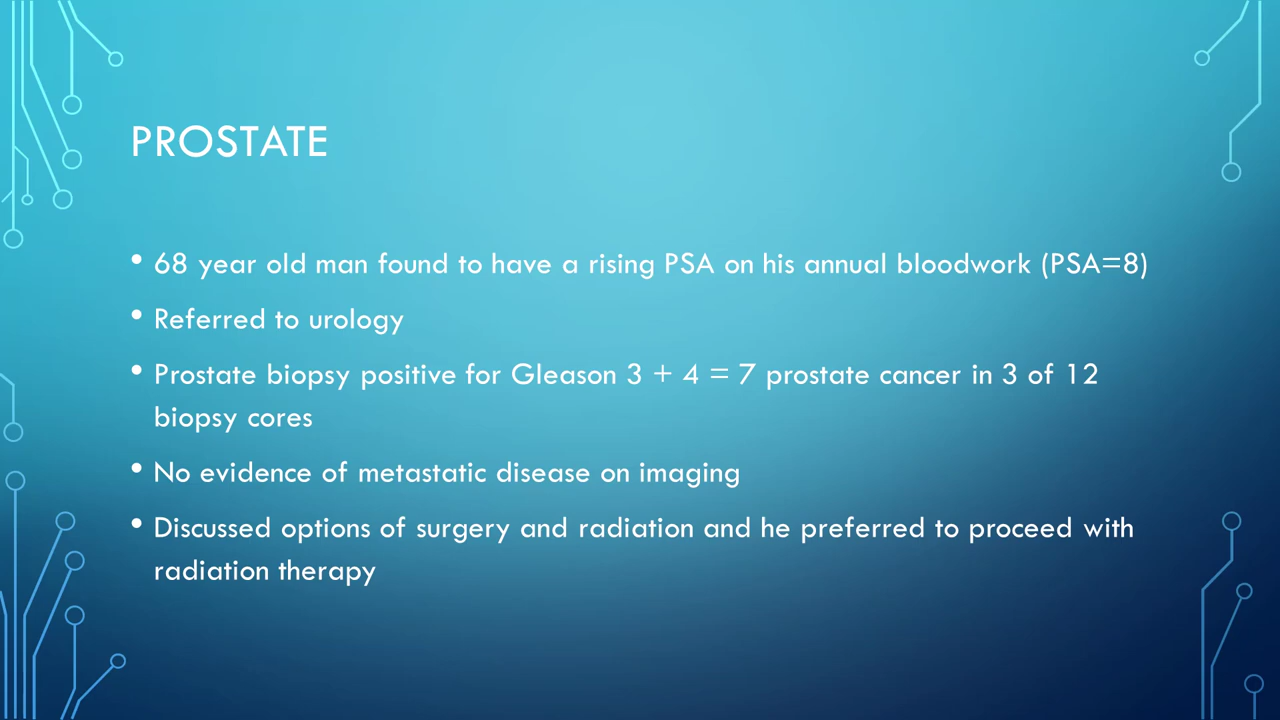 PROSTATE
• 68 year old man found to have a rising PSA on his annual bloodwork (PSA=8)
• Referred to urology
• Prostate biopsy positive for Gleason 3 + 4 = 7 prostate cancer in 3 of 12
biopsy cores
• No evidence of metastatic disease on imaging
• Discussed options of surgery and radiation and he preferred to proceed with
radiation therapy